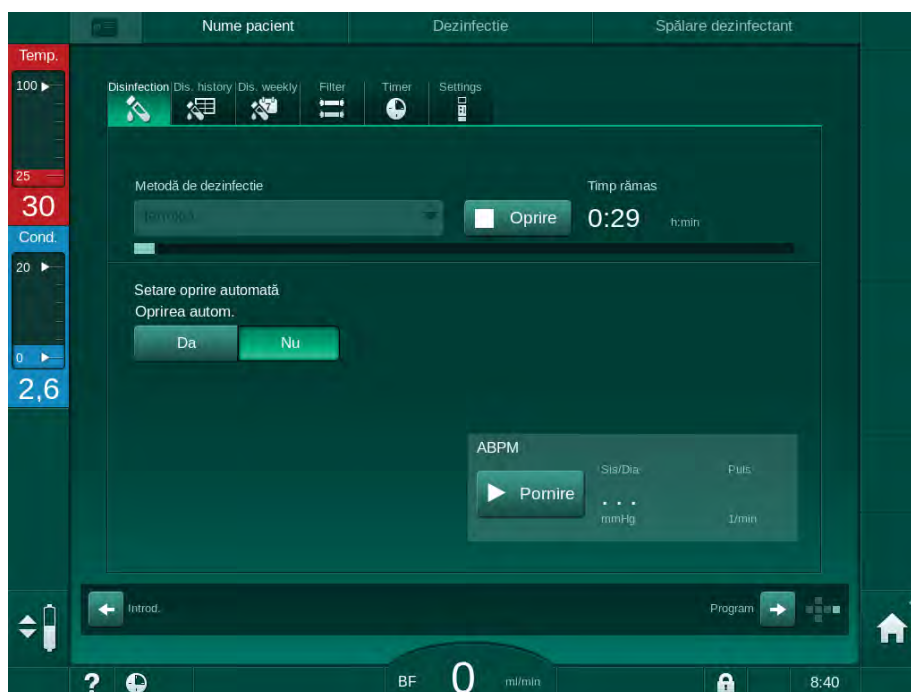 Nume pacient Dezinfectie Spălare dezinfectant
Temp.
100
25
30
Cond.
20
0
2,6
Disinfection Dis. history Dis. weekly Filter Timer Settings
7
Metodă de dezinfectie
Termică
Oprire
Timp rămas
0:29 h:min
Setare oprire automată
Oprirea autom.
Da Nu
ABPM
Pornire
Sis/Dia Puls
. . .
mmHg 1/min
Introd. Program
? BF 0 ml/min 8:40